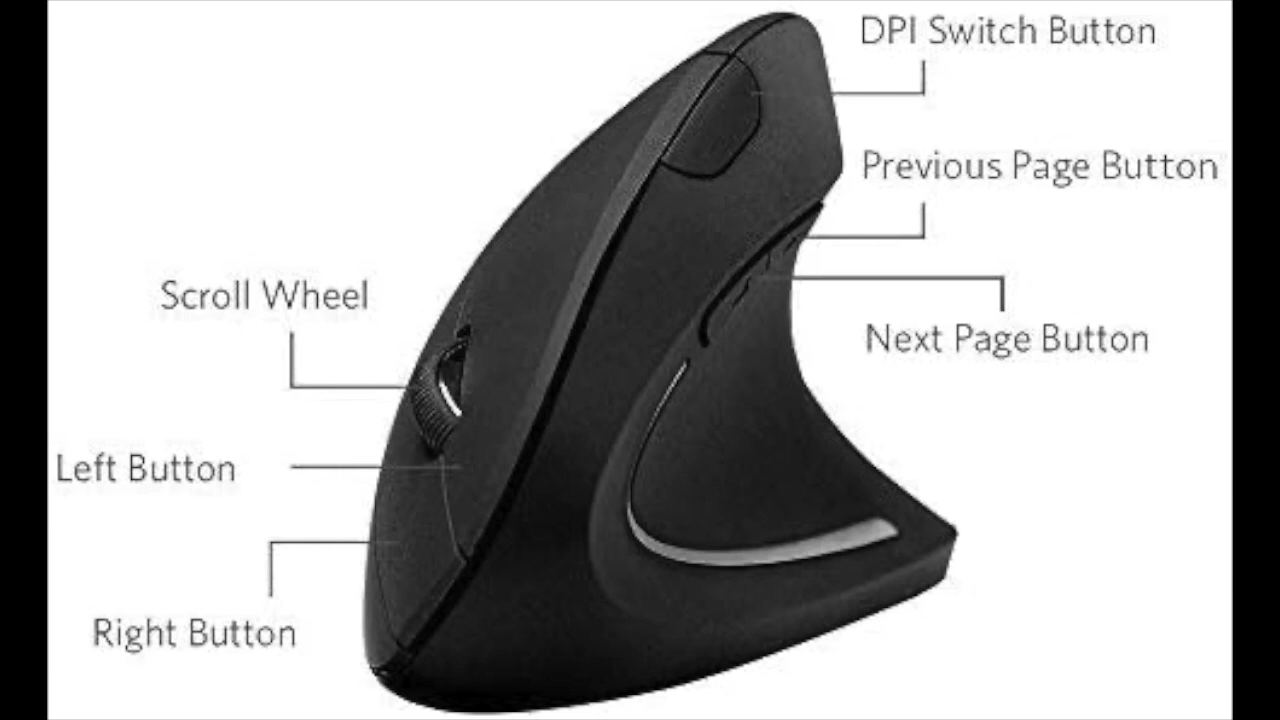 DPI Switch Button
Previous Page Button
Scroll Wheel
Next Page Button
Left Button
Right Button